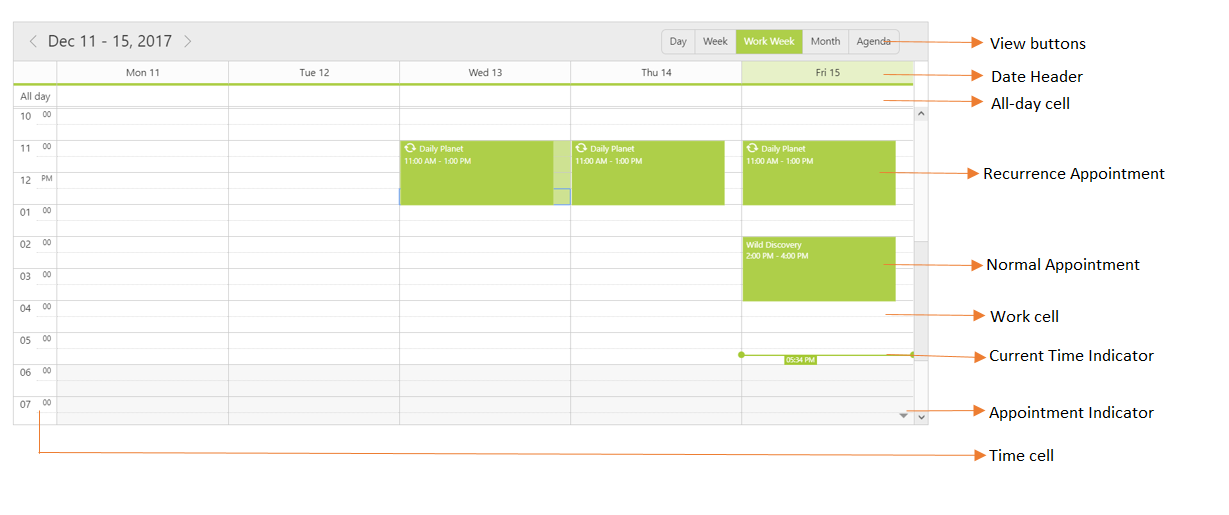 Dec 11 - 15, 2017
Day Week Work Week Month Agenda
View buttons
Mon 11 Tue 12 Wed 13 Thu 14 Fri 15
Date Header
All day
All-day cell
10 00
11 00
Daily Planet Daily Planet Daily Planet
11:00 AM - 1:00 PM 11:00 AM - 1:00 PM 11:00 AM - 1:00 PM
Recurrence Appointment
12 PM
01 00
02 00
Wild Discovery
2:00 PM - 4:00 PM
Normal Appointment
03 00
04 00
Work cell
05 00
05:34 PM
Current Time Indicator
06 00
07 00
Appointment Indicator
Time cell